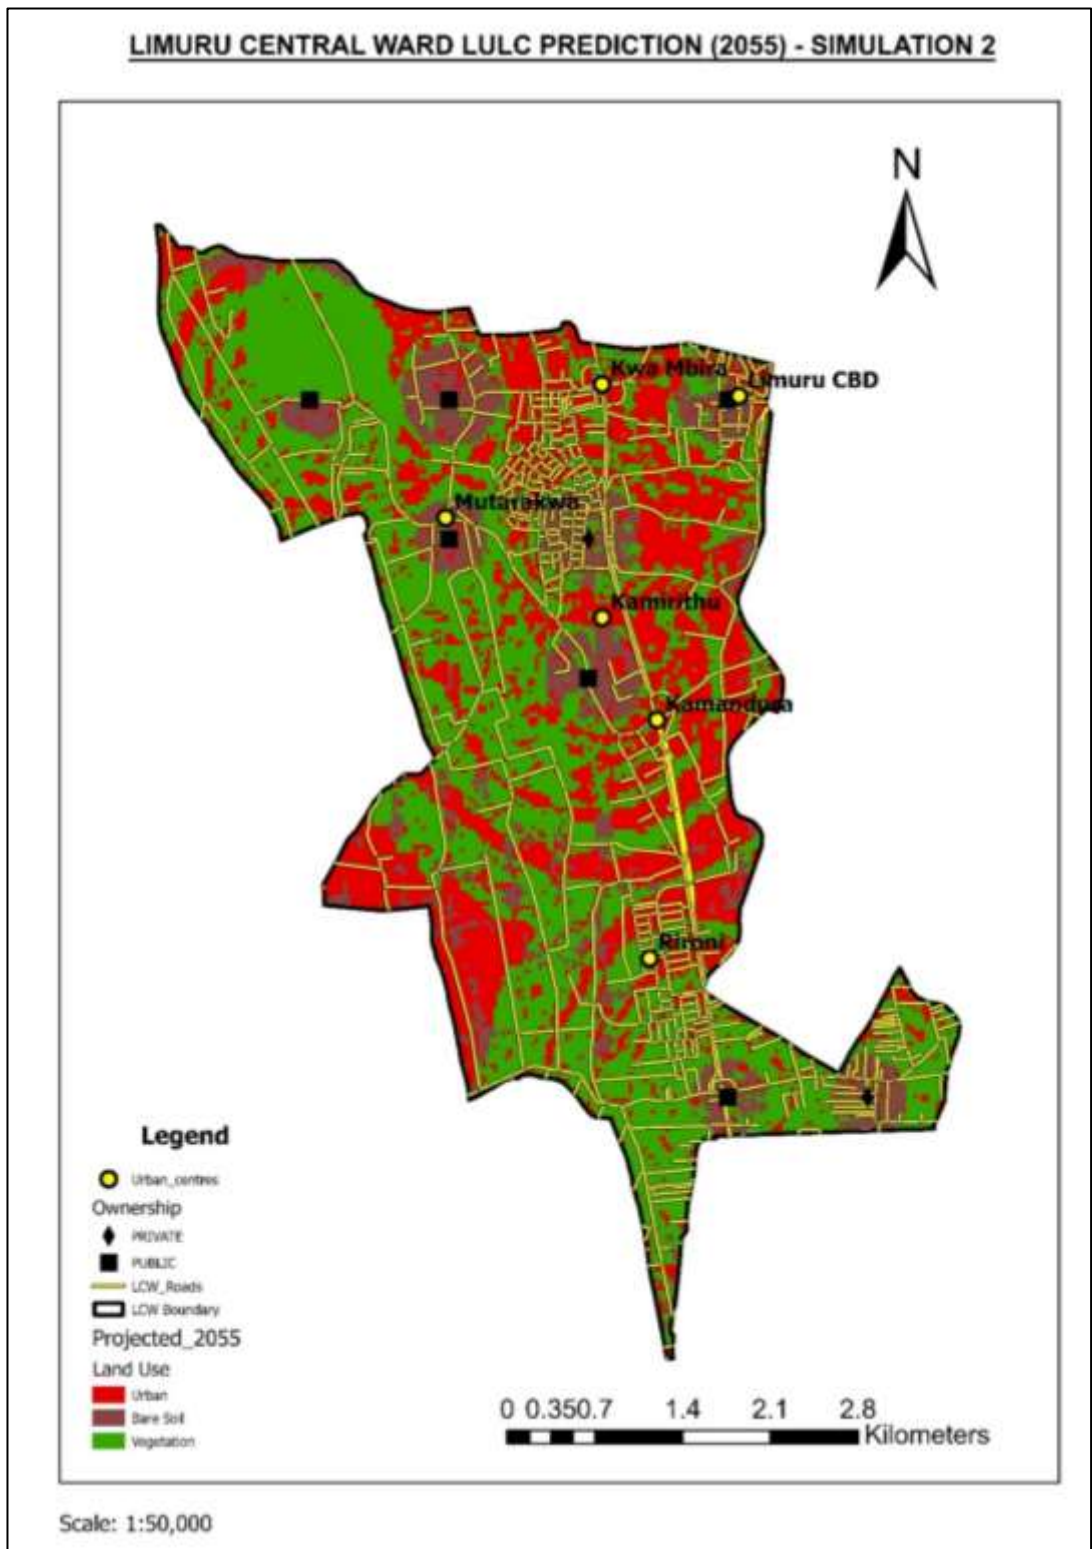 LIMURU CENTRAL WARD LULC PREDICTION (2055) - SIMULATION 2
N
Kwa Mbira
Limuru CBD
Mutarakwa
Kamirithu
Kamandura
Rironi
Legend
Urban_centres
Ownership
PRIVATE
PUBLIC
LCW_Roads
LCW Boundary
Projected_2055
Land Use
Urban
Bare Soil
Vegetation
0 0.35 0.7 1.4 2.1 2.8
Kilometers
Scale: 1:50,000